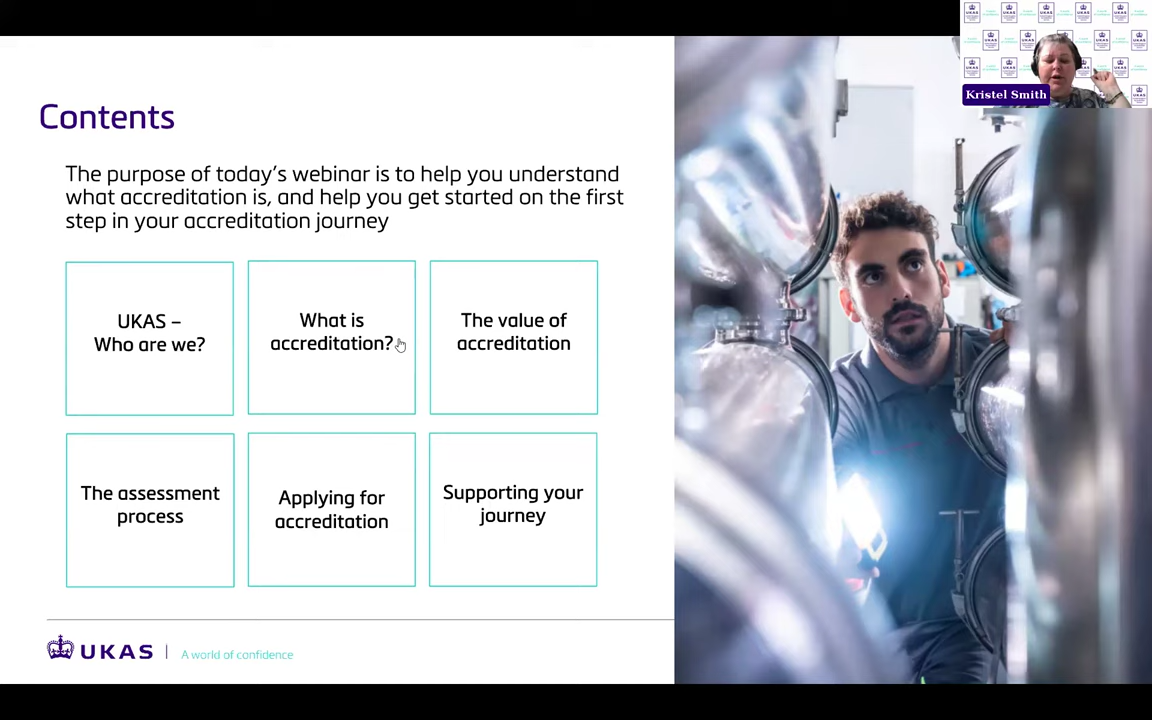 Kristel Smith
Contents
The purpose of today's webinar is to help you understand
what accreditation is, and help you get started on the first
step in your accreditation journey
UKAS –
Who are we?
What is
accreditation?
The value of
accreditation
The assessment
process
Applying for
accreditation
Supporting your
journey
UKAS
A world of confidence